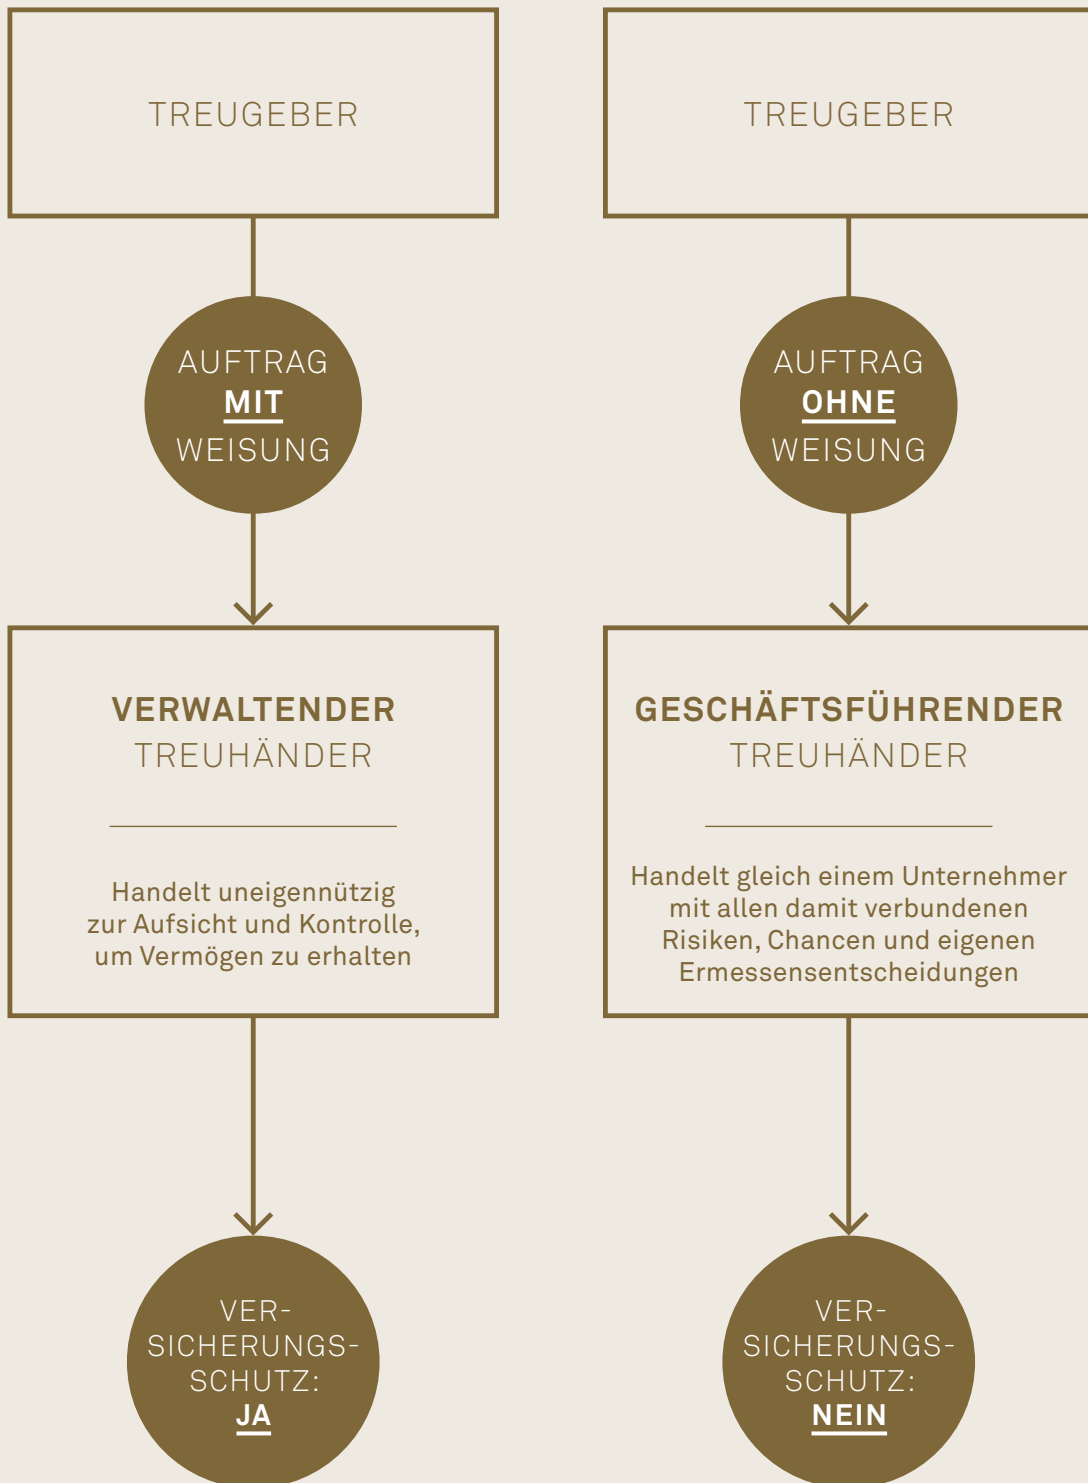 TREUGEBER
AUFTRAG
MIT
WEISUNG
VERWALTENDER
TREUHÄNDER
Handelt uneigennützig
zur Aufsicht und Kontrolle,
um Vermögen zu erhalten
VER-
SICHERUNGS-
SCHUTZ:
JA
TREUGEBER
AUFTRAG
OHNE
WEISUNG
GESCHÄFTSFÜHRENDER
TREUHÄNDER
Handelt gleich einem Unternehmer
mit allen damit verbundenen
Risiken, Chancen und eigenen
Ermessensentscheidungen
VER-
SICHERUNGS-
SCHUTZ:
NEIN